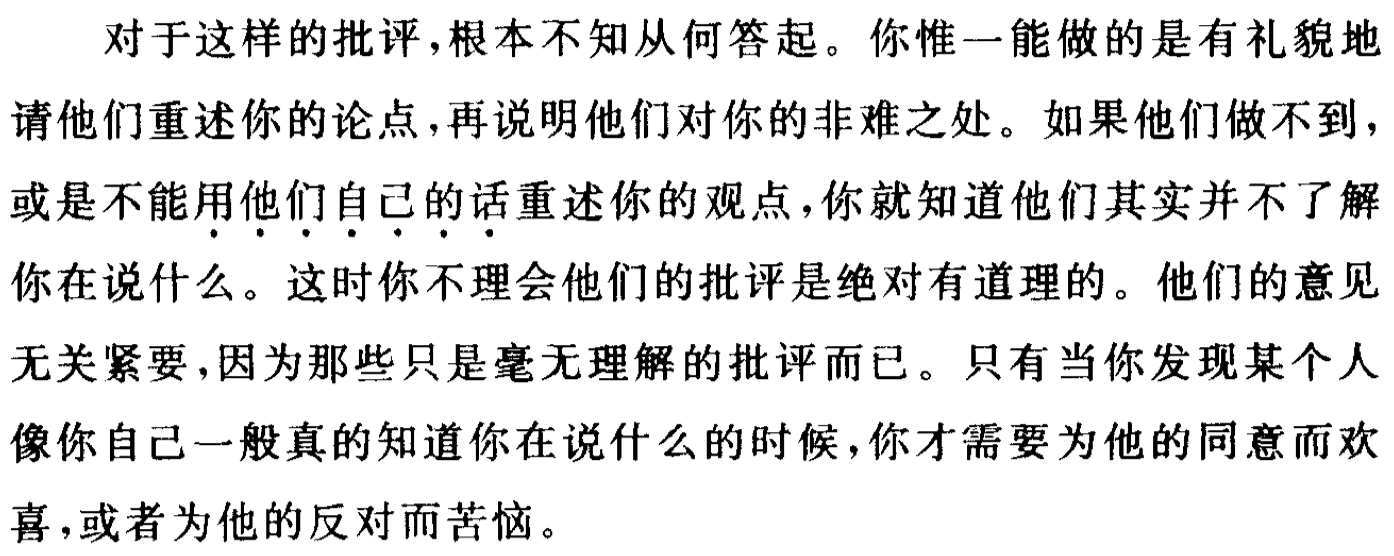 对于这样的批评,根本不知从何答起。你惟一能做的是有礼貌地
请他们重述你的论点,再说明他们对你的非难之处。如果他们做不到,
或是不能用他们自己的话重述你的观点,你就知道他们其实并不了解
你在说什么。这时你不理会他们的批评是绝对有道理的。他们的意见
无关紧要,因为那些只是毫无理解的批评而已。只有当你发现某个人
像你自己一般真的知道你在说什么的时候,你才需要为他的同意而欢
喜,或者为他的反对而苦恼。